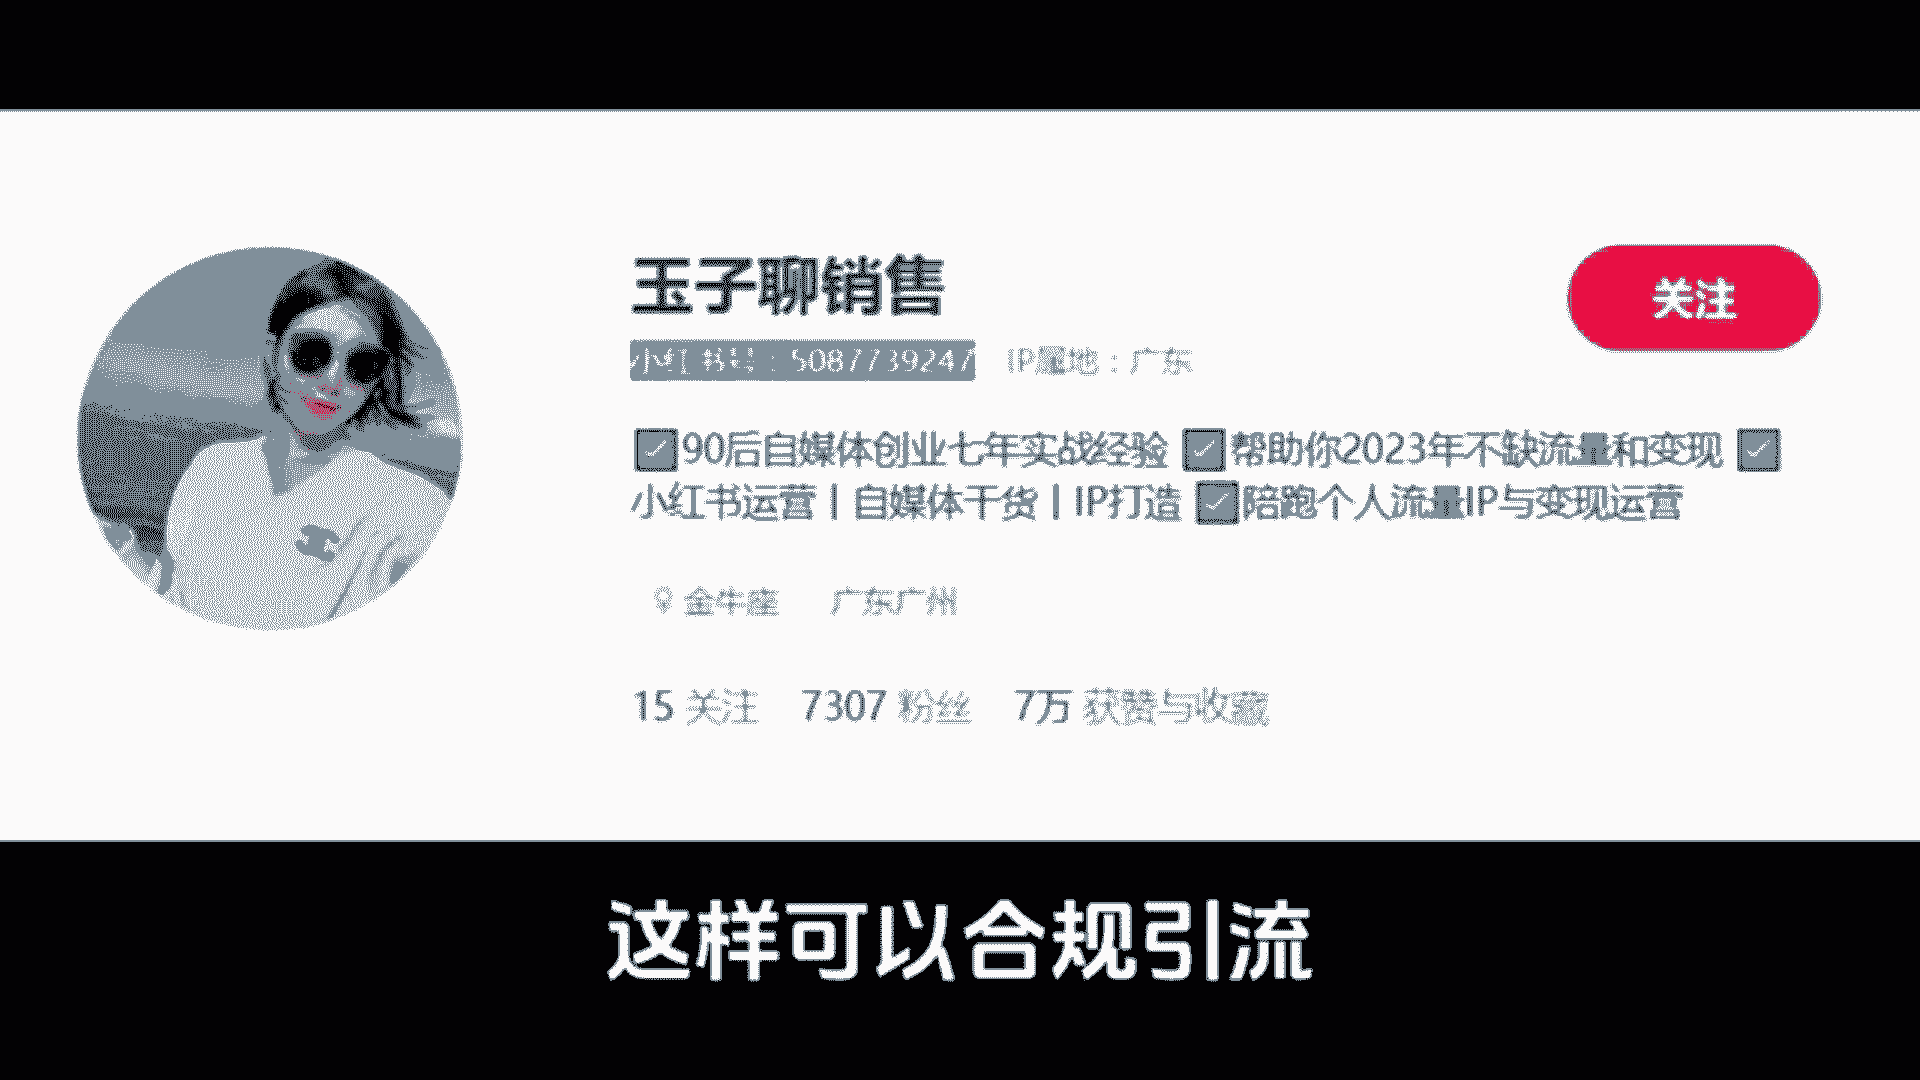 玉子聊销售
关注
小红书号：5087739247 IP属地：广东
90后自媒体创业七年实战经验 帮助你2023年不缺流量和变现
小红书运营丨自媒体干货丨IP打造 陪跑个人流量IP与变现运营
金牛座 广东广州
15 关注 7307 粉丝 7万 获赞与收藏
这样可以合规引流